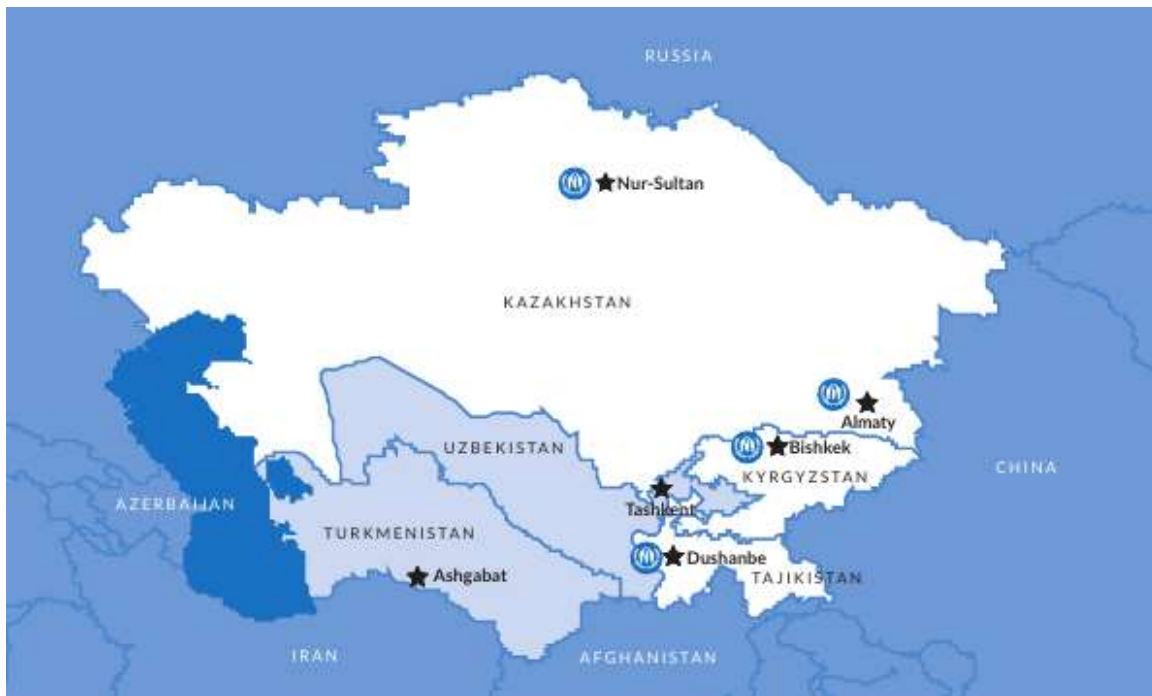 RUSSIA
Nur-Sultan
KAZAKHSTAN
Almaty
Bishkek
UZBEKISTAN
KYRGYZSTAN
CHINA
AZERBAIJAN
Tashkent
TURKMENISTAN
Dushanbe
Ashgabat
TAJIKISTAN
IRAN
AFGHANISTAN